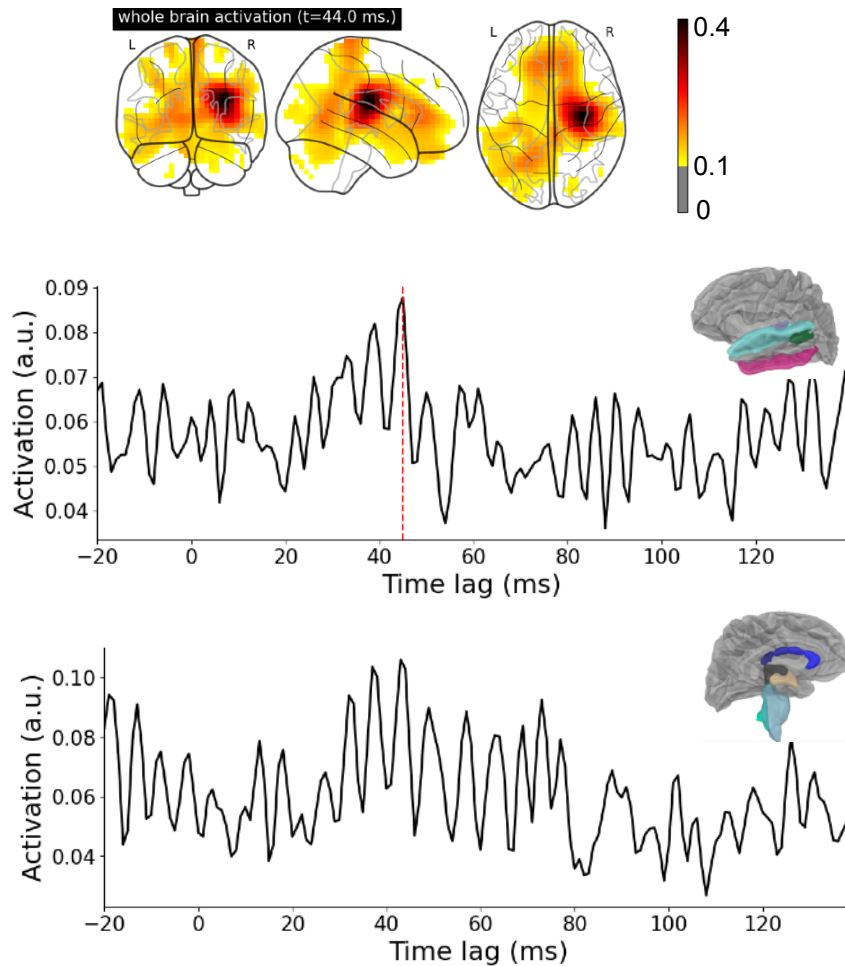 whole brain activation (t=44.0 ms.)
L R L R
0.4
0.1
0
0.09
0.08
0.07
0.06
0.05
0.04
Activation (a.u.)
−20 0 20 40 60 80 100 120
Time lag (ms)
0.10
0.08
0.06
0.04
Activation (a.u.)
−20 0 20 40 60 80 100 120
Time lag (ms)